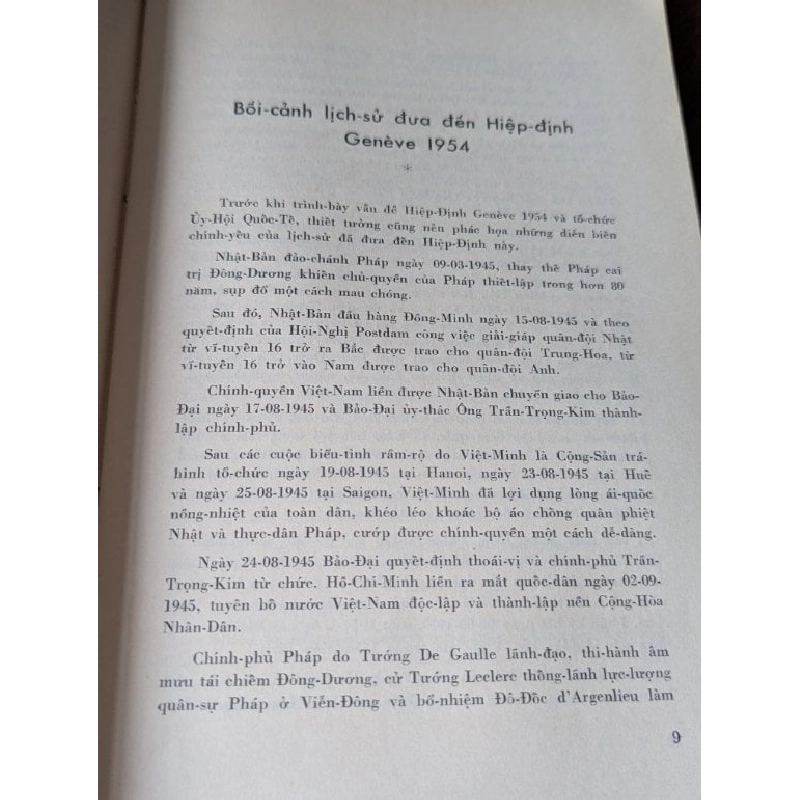 Bối-cảnh lịch-sử đưa đến Hiệp-định
Genève 1954
*
Trước khi trình-bày vấn đề Hiệp-Định Genève 1954 và tổ-chức
Ủy-Hội Quốc-Tế, thiết tưởng cũng nên phác họa những diễn biến
chính-yếu của lịch-sử đã đưa đến Hiệp-Định này.
Nhật-Bản đảo-chánh Pháp ngày 09-03-1945, thay thế Pháp cai
trị Đông-Dương khiến chủ-quyền của Pháp thiết-lập trong hơn 80
năm, sụp đổ một cách mau chóng.
Sau đó, Nhật-Bản đầu hàng Đồng-Minh ngày 15-08-1945 và theo
quyết-định của Hội-Nghị Postdam công việc giải-giáp quân-đội Nhật
từ vĩ-tuyến 16 trở ra Bắc được trao cho quân-đội Trung-Hoa, từ
vĩ-tuyến 16 trở vào Nam được trao cho quân-đội Anh.
Chính-quyền Việt-Nam liền được Nhật-Bản chuyển giao cho Bảo-
Đại ngày 17-08-1945 và Bảo-Đại ủy-thác Ông Trần-Trọng-Kim thành-
lập chính-phủ.
Sau các cuộc biểu-tình rầm-rộ do Việt-Minh là Cộng-Sản trá-
hình tổ-chức ngày 19-08-1945 tại Hanoi, ngày 23-08-1945 tại Huế
và ngày 25-08-1945 tại Saigon, Việt-Minh đã lợi dụng lòng ái-quốc
nồng-nhiệt của toàn dân, khéo léo khoác bộ áo chống quân phiệt
Nhật và thực-dân Pháp, cướp được chính-quyền một cách dễ-dàng.
Ngày 24-08-1945 Bảo-Đại quyết-định thoái-vị và chính-phủ Trần-
Trọng-Kim từ chức. Hồ-Chí-Minh liền ra mắt quốc-dân ngày 02-09-
1945, tuyên bố nước Việt-Nam độc-lập và thành-lập nền Cộng-Hòa
Nhân-Dân.
Chính-phủ Pháp do Tướng De Gaulle lãnh-đạo, thi-hành âm
mưu tái chiếm Đông-Dương, cử Tướng Leclerc thống-lãnh lực-lượng
quân-sự Pháp ở Viễn-Đông và bổ-nhiệm Đô-Đốc d'Argenlieu làm
9